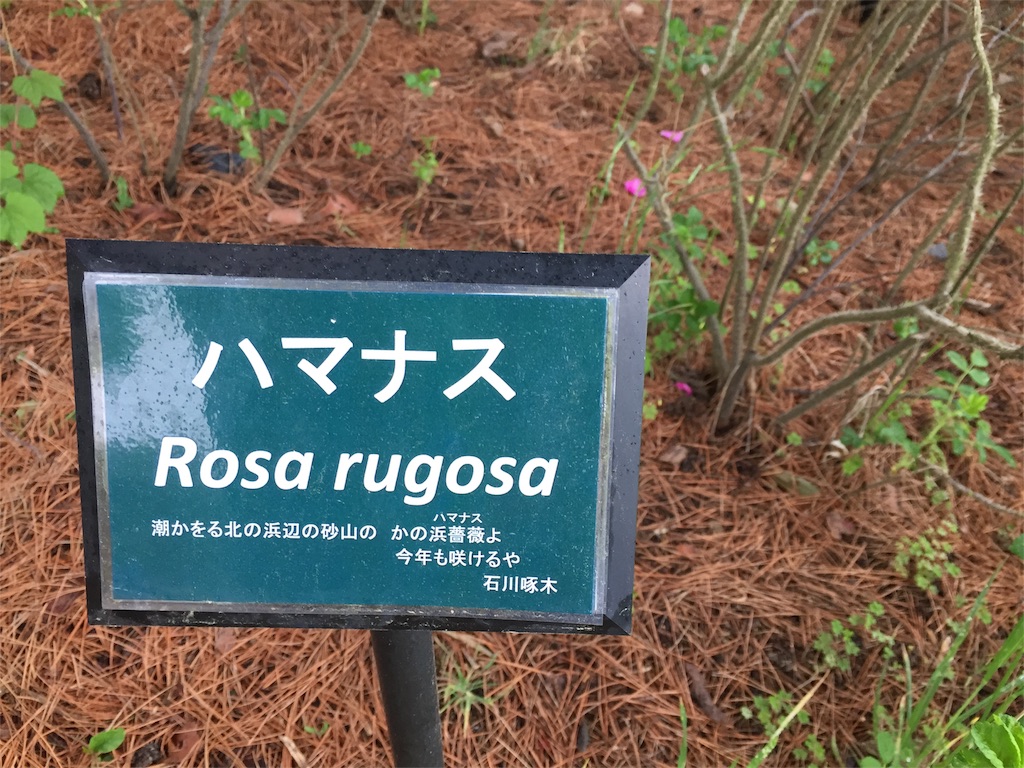 ハマナス
Rosa rugosa
ハマナス
潮かをる北の浜辺の砂山の かの浜薔薇よ
今年も咲けるや
石川啄木